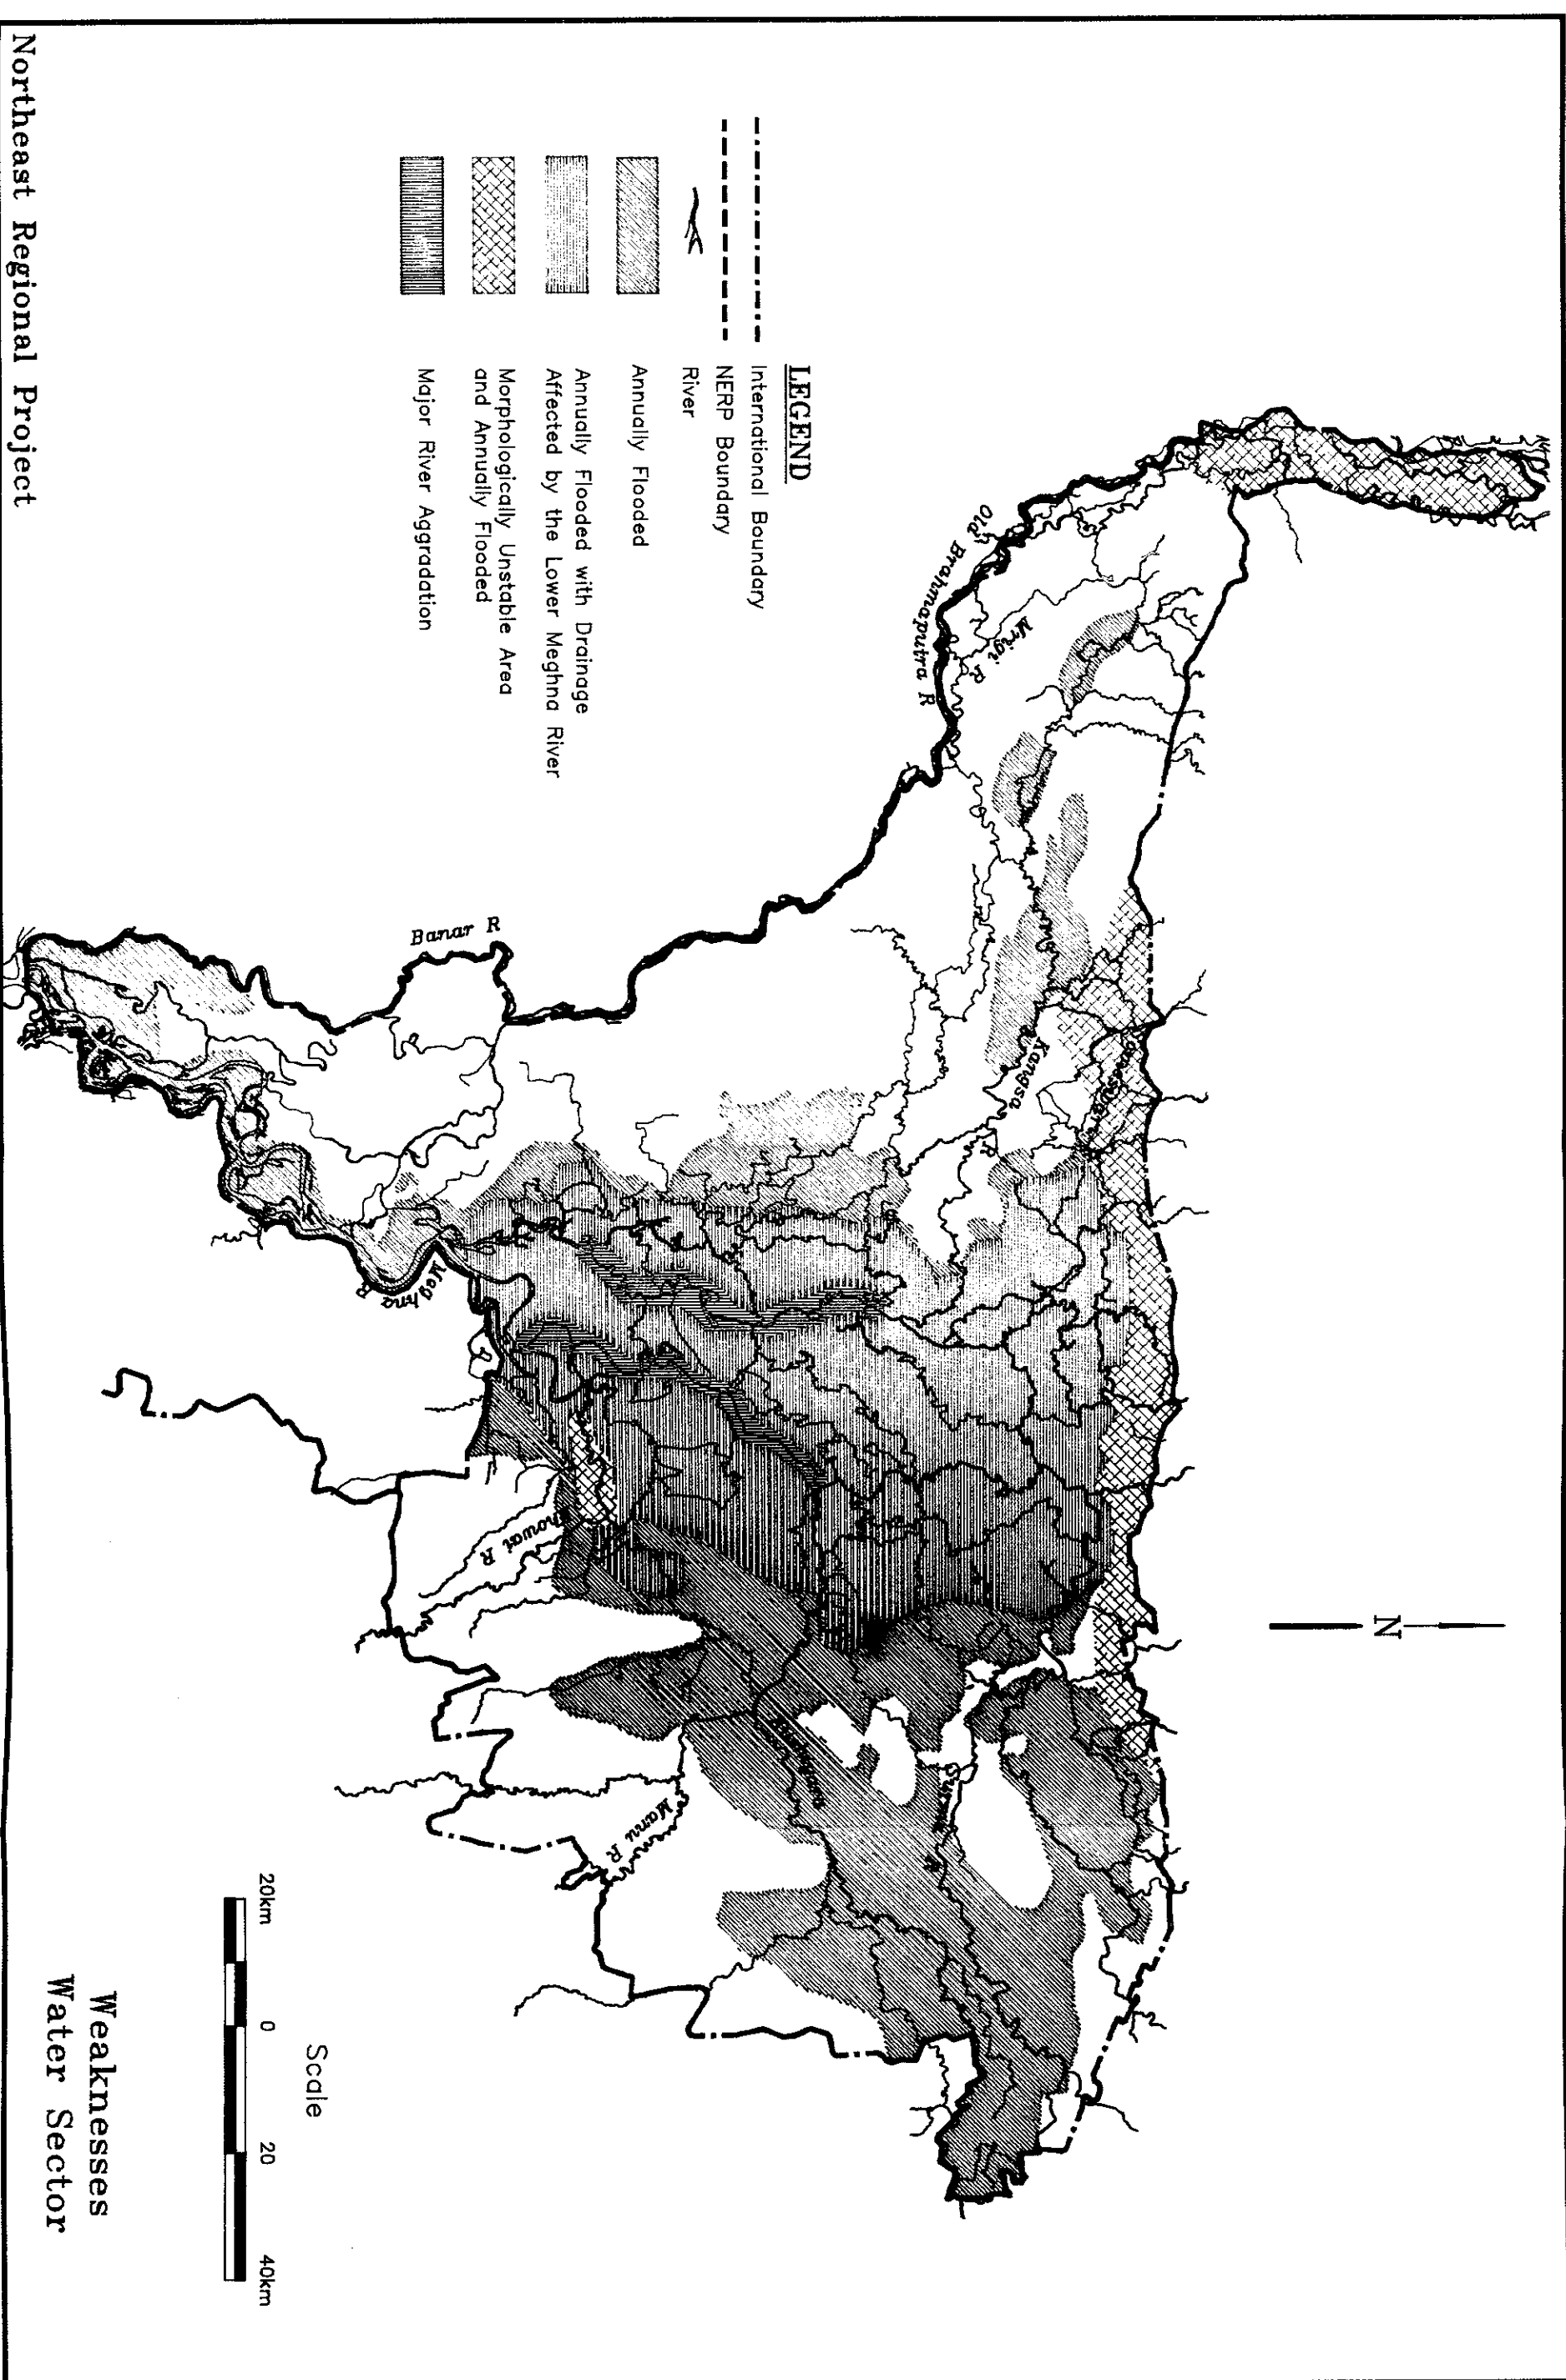 LEGEND
International Boundary
NERP Boundary
River
Annually Flooded
Annually Flooded with Drainage
Affected by the Lower Meghna River
Morphologically Unstable Area
and Annually Flooded
Major River Aggradation
Old Brahmaputra R
Mrigi R
Kangsa R
Banar R
Meghna R
Khowai R
Manu R
Surma R
N
Scale
20km 0 20 40km
Northeast Regional Project
Weaknesses
Water Sector